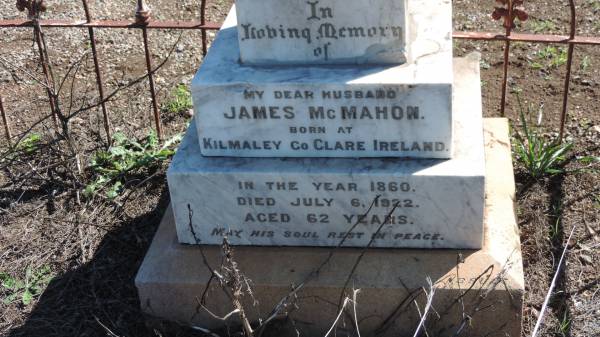 In
Loving Memory
of
MY DEAR HUSBAND
JAMES McMAHON.
BORN AT
KILMALEY Co CLARE IRELAND.
IN THE YEAR 1860.
DIED JULY 6, 1922.
AGED 62 YEARS.
MAY HIS SOUL REST IN PEACE.